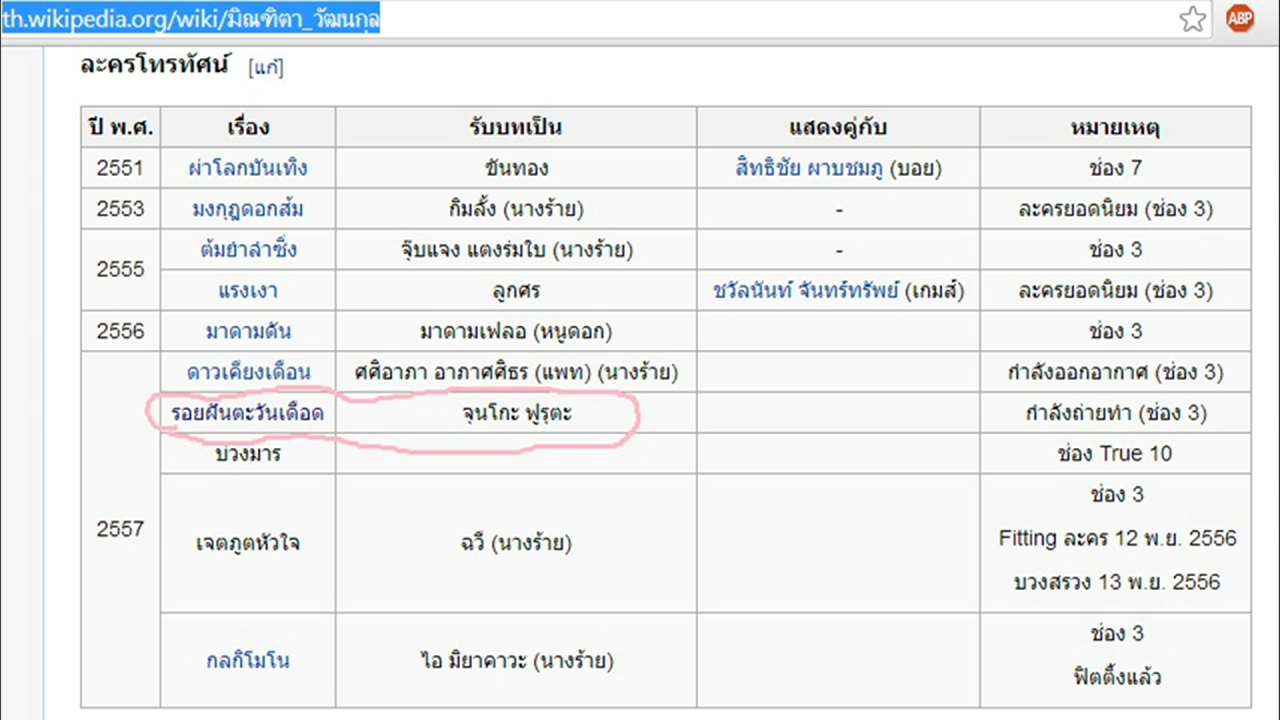 th.wikipedia.org/wiki/มิณฑิตา_วัฒนกุล
ABP
ละครโทรทัศน์ [แก้]
ปี พ.ศ. เรื่อง รับบทเป็น แสดงคู่กับ หมายเหตุ
2551 ผ่าโลกบันเทิง ขันทอง สิทธิชัย ผาบชมภู (บอย) ช่อง 7
2553 มงกุฎดอกส้ม กิมลั้ง (นางร้าย) - ละครยอดนิยม (ช่อง 3)
2555 ต้มยำลำซิ่ง จุ๊บแจง แตงร่มใบ (นางร้าย) - ช่อง 3
แรงเงา ลูกศร ชวัลนันท์ จันทร์ทรัพย์ (เกมส์) ละครยอดนิยม (ช่อง 3)
2556 มาดามดัน มาดามเฟลอ (หนูดอก) ช่อง 3
2557 ดาวเคียงเดือน ศศิอาภา อาภาศศิธร (แพท) (นางร้าย) กำลังออกอากาศ (ช่อง 3)
รอยฝันตะวันเดือด จุนโกะ ฟูรุตะ กำลังถ่ายทำ (ช่อง 3)
บ่วงมาร ช่อง True 10
เจตภูตหัวใจ ฉวี (นางร้าย) ช่อง 3
Fitting ละคร 12 พ.ย. 2556
บวงสรวง 13 พ.ย. 2556
กลกิโมโน ไอ มิยาคาวะ (นางร้าย) ช่อง 3
ฟิตติ้งแล้ว